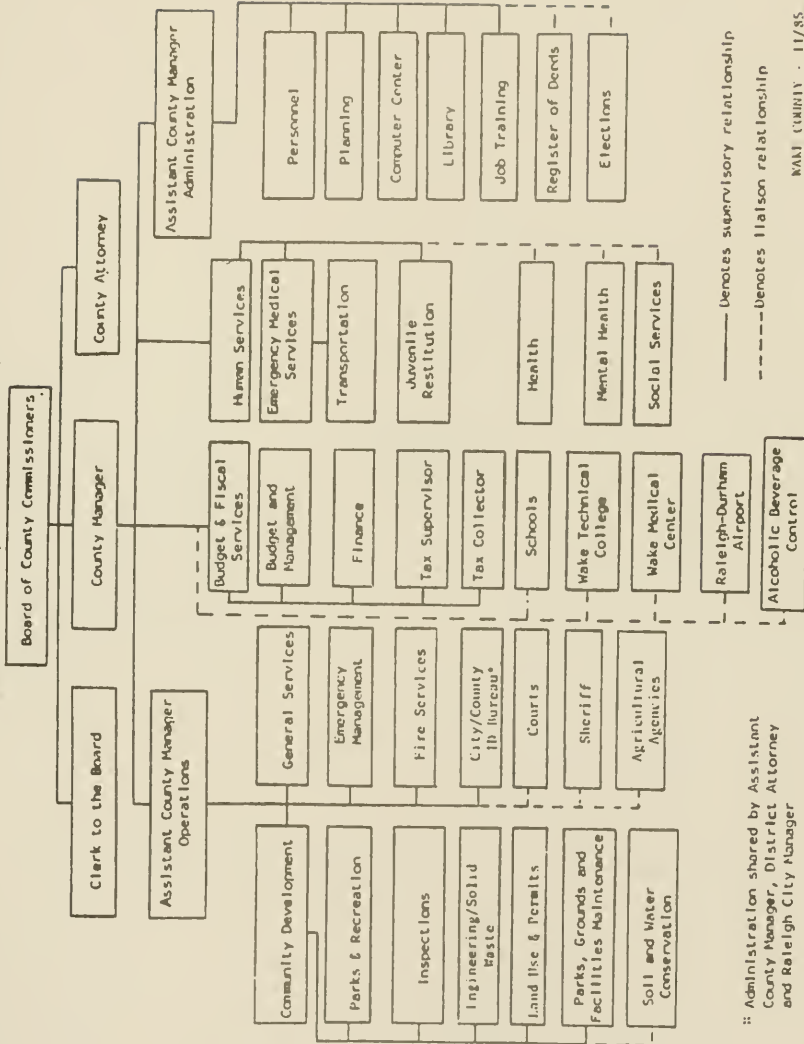 Board of County Commissioners
Clerk to the Board
County Manager
County Attorney
Assistant County Manager
Operations
Assistant County Manager
Administration
Community Development
Parks & Recreation
Inspections
Engineering/Solid
Waste
Land Use & Permits
Parks, Grounds and
Facilities Maintenance
Soil and Water
Conservation
General Services
Emergency
Management
Fire Services
City/County
ID Bureau*
Courts
Sheriff
Agricultural
Agencies
Budget & Fiscal
Services
Budget and
Management
Finance
Tax Supervisor
Tax Collector
Schools
Wake Technical
College
Wake Medical
Center
Raleigh-Durham
Airport
Alcoholic Beverage
Control
Human Services
Emergency Medical
Services
Transportation
Juvenile
Restitution
Health
Mental Health
Social Services
Personnel
Planning
Computer Center
Library
Job Training
Register of Deeds
Elections
:: Administration shared by Assistant
County Manager, District Attorney
and Raleigh City Manager
Denotes supervisory relationship
Denotes liaison relationship
WAKE COUNTY - 11/85